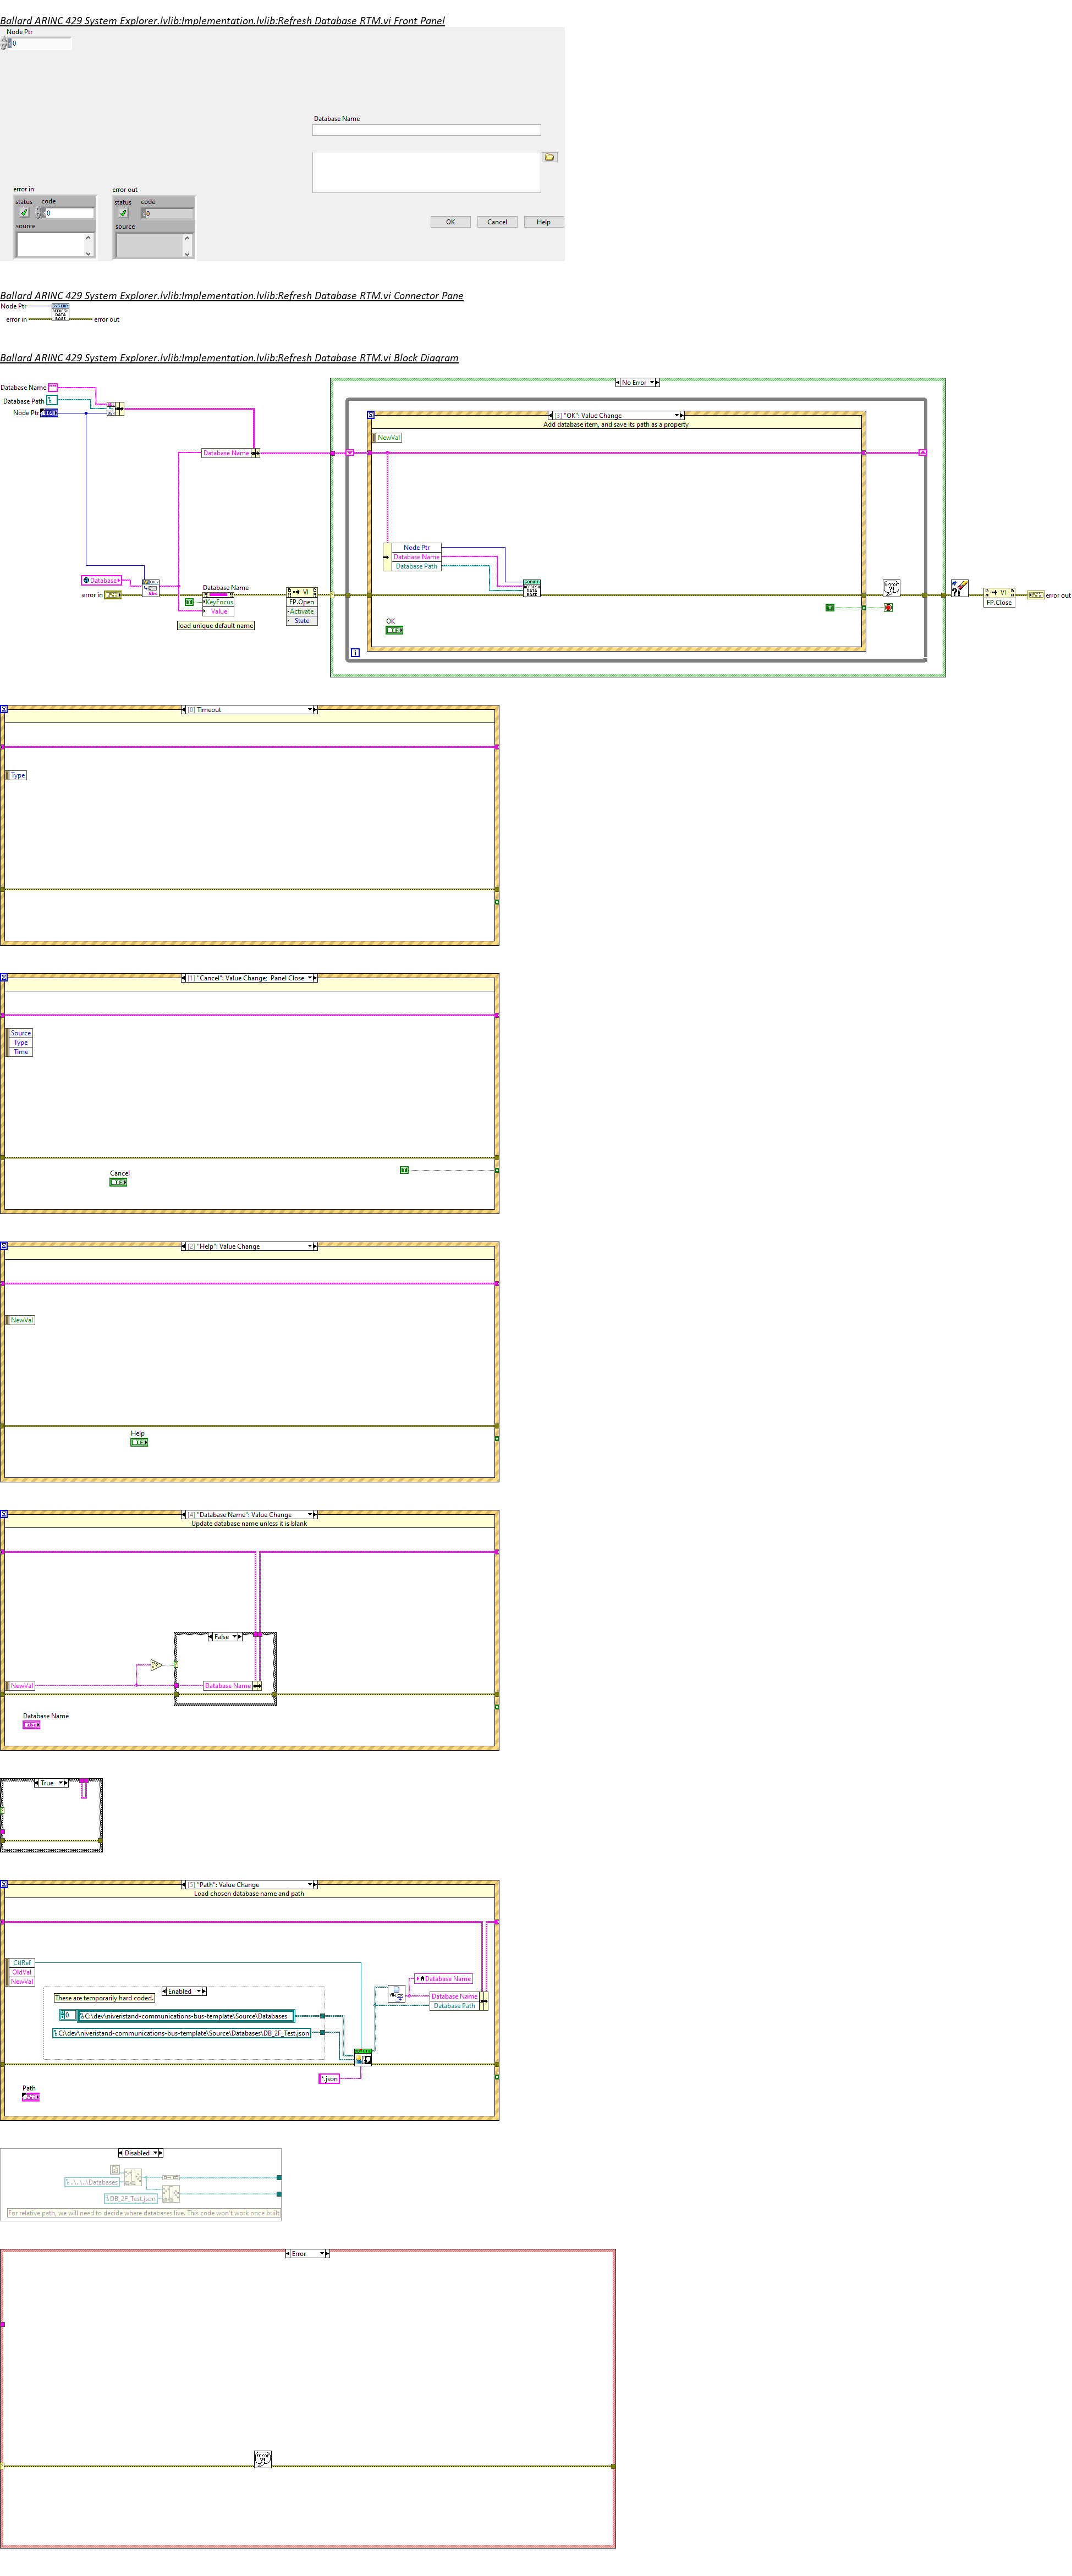 Ballard ARINC 429 System Explorer.lvlib:Implementation.lvlib:Refresh Database RTM.vi Front Panel
Node Ptr
0
Database Name
error in
status code
0
source
error out
status code
0
source
OK Cancel Help
Ballard ARINC 429 System Explorer.lvlib:Implementation.lvlib:Refresh Database RTM.vi Connector Pane
Node Ptr
error in
REFRESH
DATA
BASE
error out
Ballard ARINC 429 System Explorer.lvlib:Implementation.lvlib:Refresh Database RTM.vi Block Diagram
No Error
Database Name
Database Path
Node Ptr
[3] "OK": Value Change
Add database item, and save its path as a property
NewVal
Database Name
Node Ptr
Database Name
Database Path
Database
error in
Database Name
KeyFocus
Value
load unique default name
VI
FP.Open
Activate
State
REFRESH
DATA
BASE
OK
VI
FP.Close
error out
i
[0] Timeout
Type
[1] "Cancel": Value Change; Panel Close
Source
Type
Time
Cancel
[2] "Help": Value Change
NewVal
Help
[4] "Database Name": Value Change
Update database name unless it is blank
False
NewVal
Database Name
Database Name
True
[5] "Path": Value Change
Load chosen database name and path
CtlRef
OldVal
NewVal
Enabled
These are temporarily hard coded.
0
C:\dev\niveristand-communications-bus-template\Source\Databases
C:\dev\niveristand-communications-bus-template\Source\Databases\DB_2F_Test.json
Database Name
Database Name
Database Path
*.json
Path
Disabled
..\..\..\Databases
DB_2F_Test.json
For relative path, we will need to decide where databases live. This code won't work once built.
Error